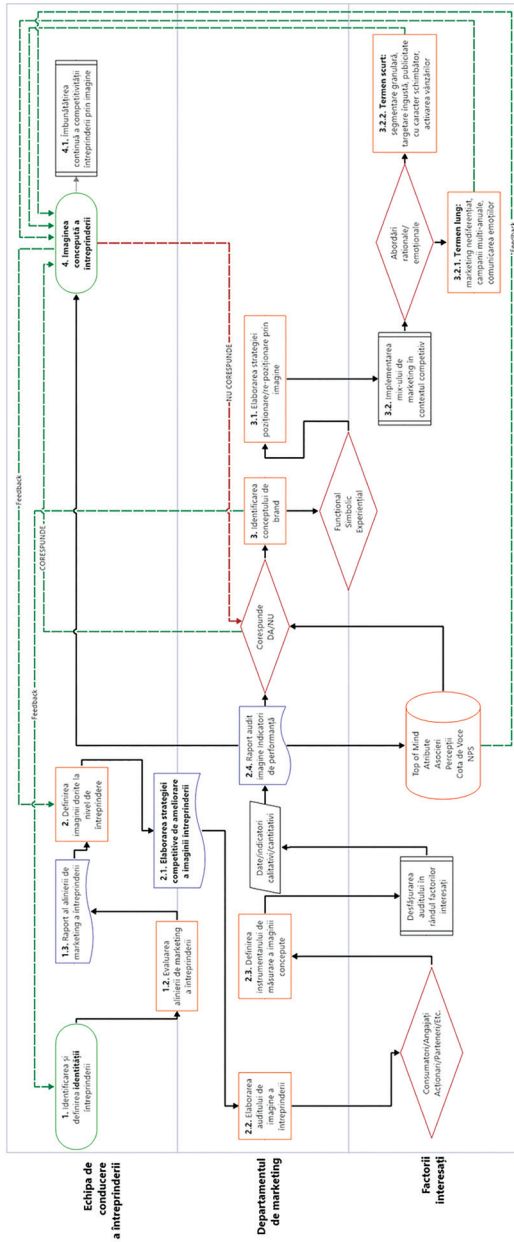 Echipa de
conducere
a întreprinderii
1. Identificarea și
definirea identității
întreprinderii
1.2. Evaluarea
alinierii de marketing
a întreprinderii
1.3. Raport al alinierii de
marketing a întreprinderii
2. Definirea
imaginii dorite la
nivel de
întreprindere
2.1. Elaborarea strategiei
competitive de ameliorare
a imaginii întreprinderii
Feedback
Feedback
CORESPUNDE
NU CORESPUNDE
4. Imaginea
concepută a
întreprinderii
4.1. Îmbunătățirea
continuă a competitivității
întreprinderii prin imagine
Departamentul
de marketing
2.2. Elaborarea
auditului de
imagine a
întreprinderii
2.3. Definirea
instrumentarului de
măsurare a imaginii
concepute
Date/indicatori
calitativi/cantitativi
2.4. Raport audit
imagine indicatori
de performanță
Corespunde
DA/NU
3. Identificarea
conceptului de
brand
3.1. Elaborarea strategiei
poziționare/re-poziționare prin
imagine
Factorii
interesați
Consumatori/Angajați
Acționari/Parteneri/Etc.
Desfășurarea
auditului în
rândul factorilor
interesați
Top of Mind
Atribute
Asocieri
Percepții
Cota de Voce
NPS
Funcțional
Simbolic
Experiențial
3.2. Implementarea
mix-ului de
marketing în
contextul competitiv
Abordări
raționale/
emoționale
3.2.1. Termen lung:
marketing nediferențiat,
campanii multi-anuale,
comunicarea emoțiilor
3.2.2. Termen scurt:
segmentare granulară,
targetare îngustă, publicitate
cu caracter schimbător,
activarea vânzărilor
Feedback